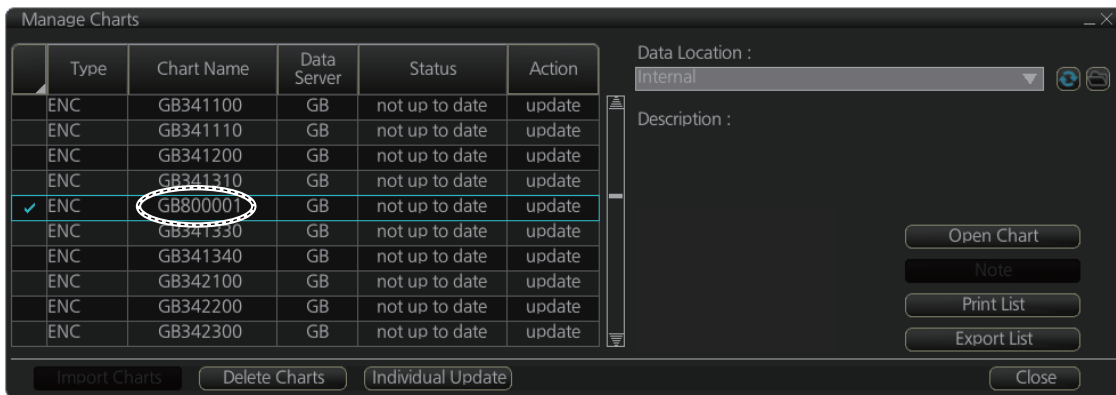 Manage Charts
Type Chart Name Data Server Status Action
ENC GB341100 GB not up to date update
ENC GB341110 GB not up to date update
ENC GB341200 GB not up to date update
ENC GB341310 GB not up to date update
ENC GB800001 GB not up to date update
ENC GB341330 GB not up to date update
ENC GB341340 GB not up to date update
ENC GB342100 GB not up to date update
ENC GB342200 GB not up to date update
ENC GB342300 GB not up to date update
Data Location :
Internal
Description :
Open Chart
Note
Print List
Export List
Import Charts Delete Charts Individual Update Close